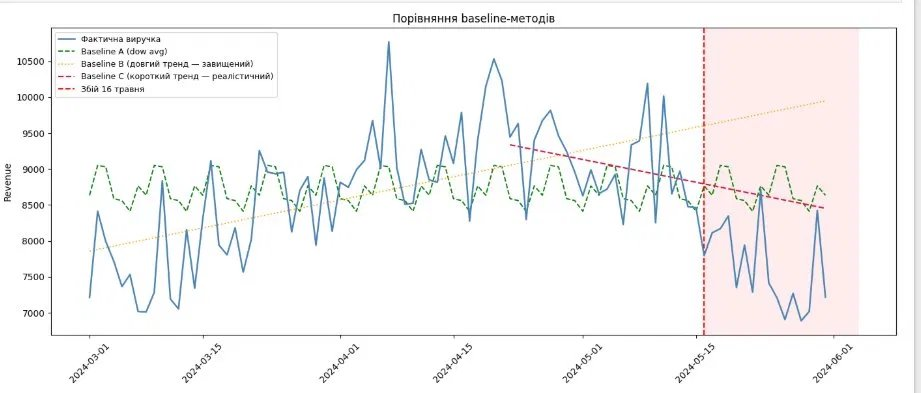 Порівняння baseline-методів
Фактична виручка
Baseline A (dow avg)
Baseline B (довгий тренд — завищений)
Baseline C (короткий тренд — реалістичний)
Збій 16 травня
Revenue
10500
10000
9500
9000
8500
8000
7500
7000
2024-03-01
2024-03-15
2024-04-01
2024-04-15
2024-05-01
2024-05-15
2024-06-01